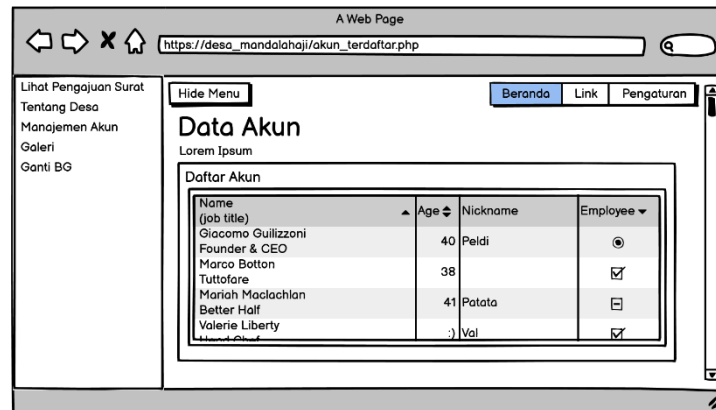 A Web Page
https://desa_mandalahaji/akun_terdaftar.php
Lihat Pengajuan Surat
Tentang Desa
Manajemen Akun
Galeri
Ganti BG
Hide Menu
Beranda Link Pengaturan
Data Akun
Lorem Ipsum
Daftar Akun
Name
(job title) Age Nickname Employee
Giacomo Guilizzoni
Founder & CEO 40 Peldi
Marco Botton
Tuttofare 38
Mariah Maclachlan
Better Half 41 Patata
Valerie Liberty
Head Chef :) Val